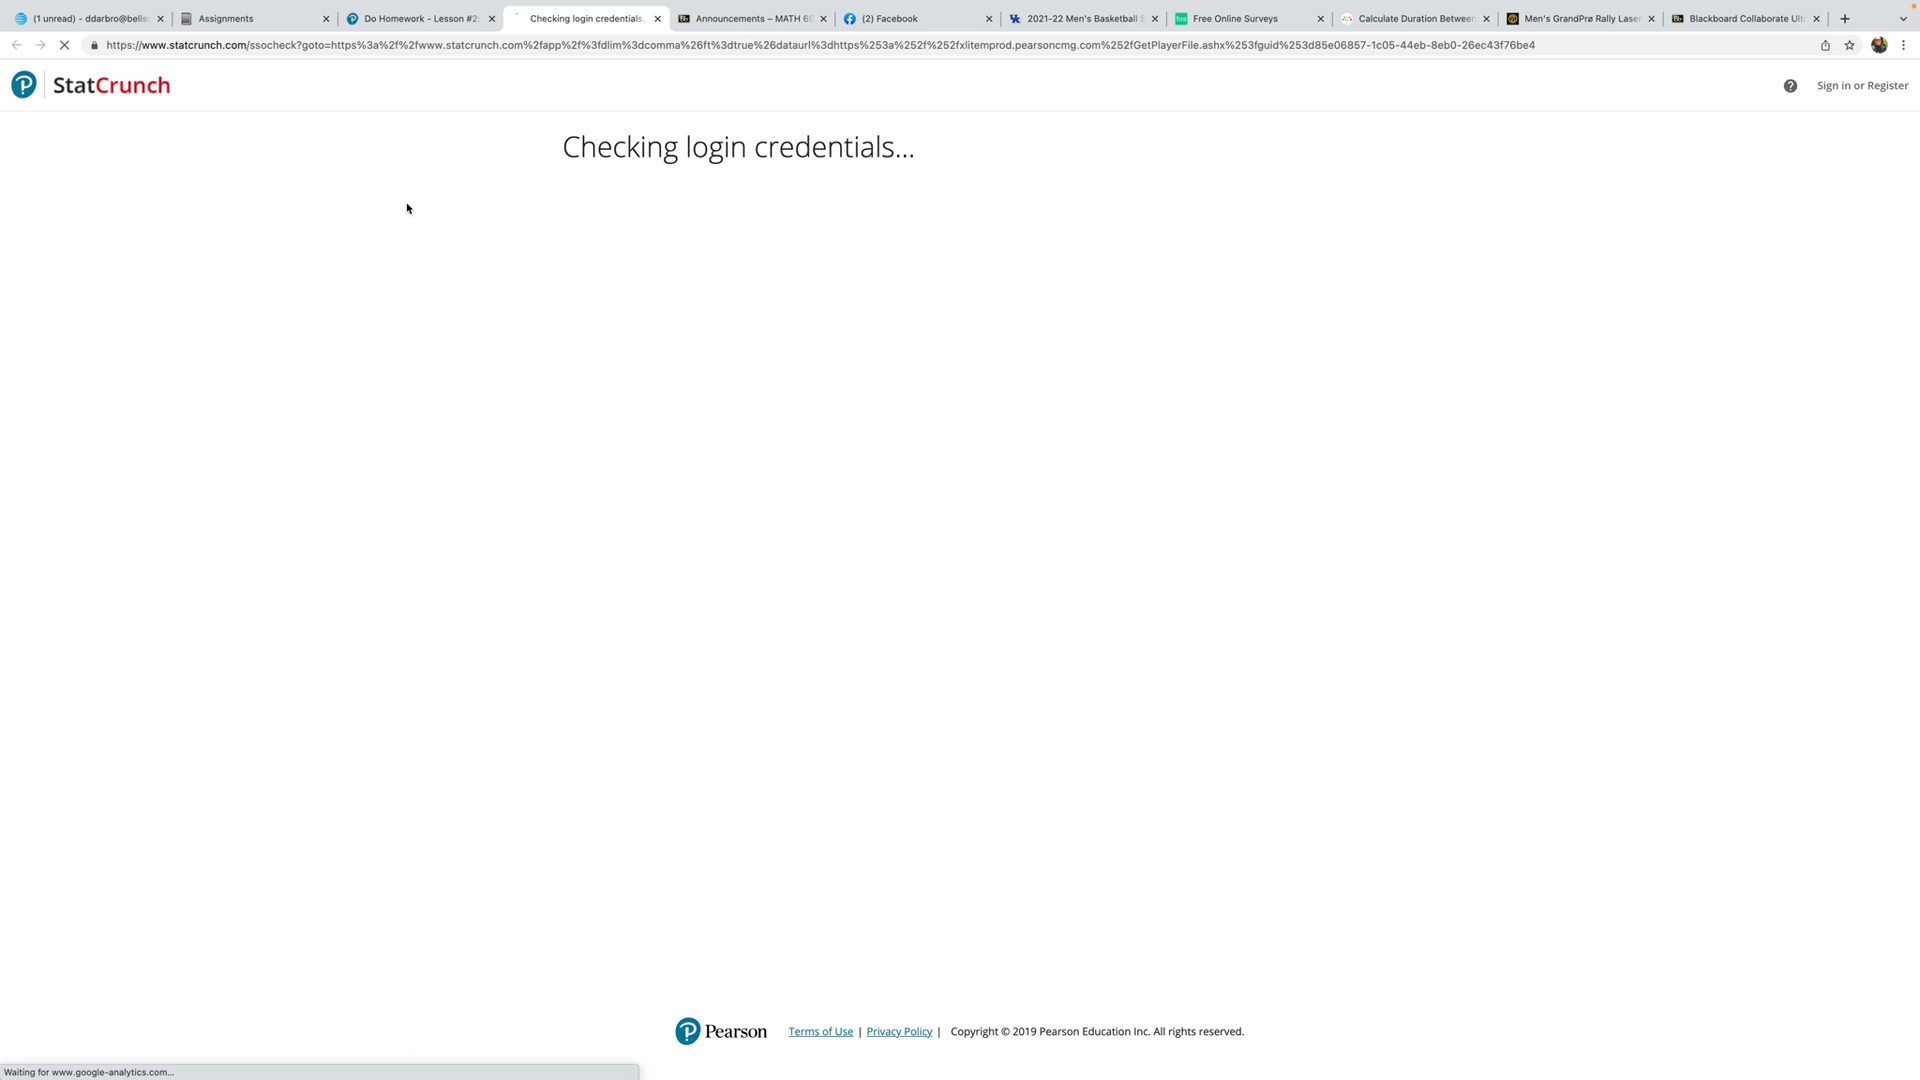 (1 unread) - ddarbro@bells
Assignments
Do Homework - Lesson #2:
Checking login credentials.
Announcements – MATH 60
(2) Facebook
2021-22 Men's Basketball S
Free Online Surveys
Calculate Duration Between
Men's GrandPrø Rally Lase
Blackboard Collaborate Ult
https://www.statcrunch.com/ssocheck?goto=https%3a%2f%2fwww.statcrunch.com%2fapp%2f%3fdlim%3dcomma%26ft%3dtrue%26dataurl%3dhttps%253a%252f%252fxlitemprod.pearsoncmg.com%252fGetPlayerFile.ashx%253fguid%253d85e06857-1c05-44eb-8eb0-26ec43f76be4
StatCrunch
Sign in or Register
Checking login credentials...
Pearson Terms of Use | Privacy Policy | Copyright © 2019 Pearson Education Inc. All rights reserved.
Waiting for www.google-analytics.com...